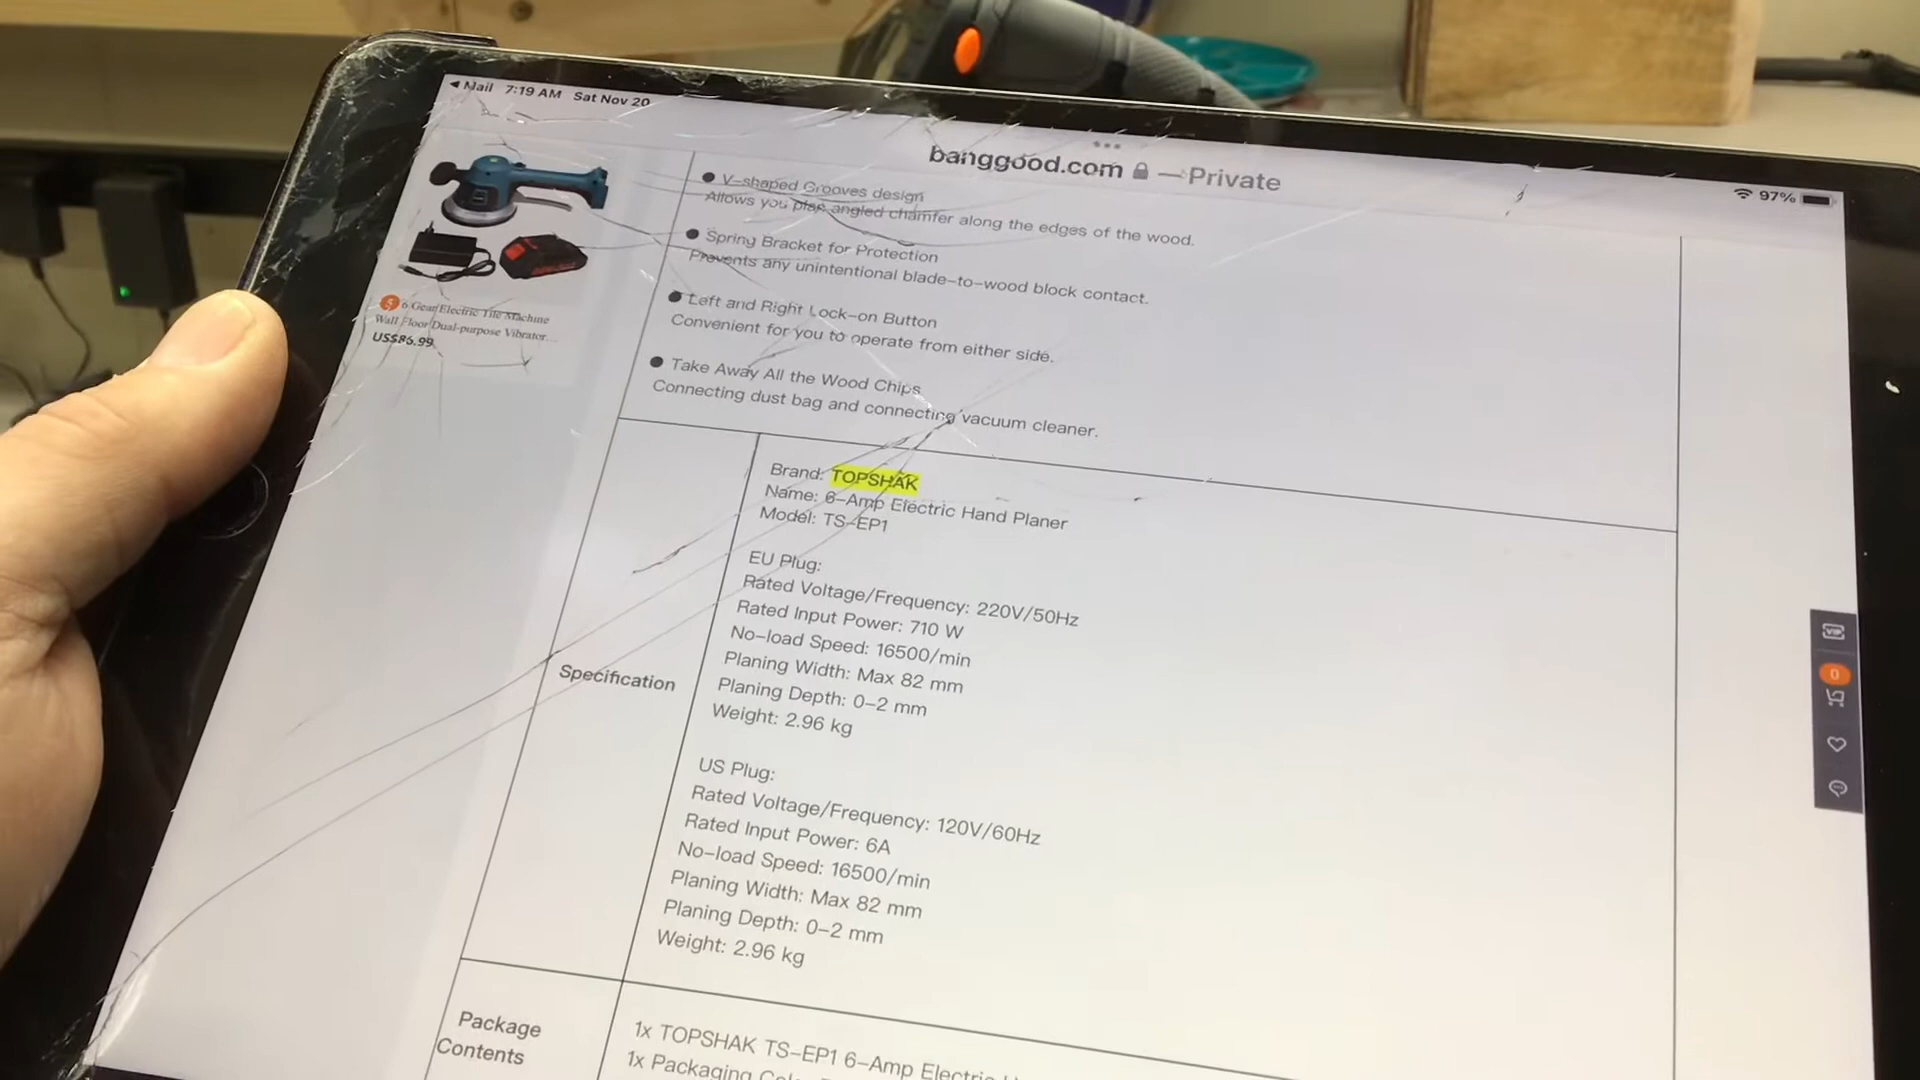 Mail 7:19 AM Sat Nov 20
banggood.com — Private
97%
6 Gear Electric Tile Machine
Wall Floor Dual-purpose Vibrator...
US$86.99
● V-shaped Grooves design
Allows you plan angled chamfer along the edges of the wood.
● Spring Bracket for Protection
Prevents any unintentional blade-to-wood block contact.
● Left and Right Lock-on Button
Convenient for you to operate from either side.
● Take Away All the Wood Chips
Connecting dust bag and connecting vacuum cleaner.
Specification
Brand: TOPSHAK
Name: 6-Amp Electric Hand Planer
Model: TS-EP1
EU Plug:
Rated Voltage/Frequency: 220V/50Hz
Rated Input Power: 710 W
No-load Speed: 16500/min
Planing Width: Max 82 mm
Planing Depth: 0-2 mm
Weight: 2.96 kg
US Plug:
Rated Voltage/Frequency: 120V/60Hz
Rated Input Power: 6A
No-load Speed: 16500/min
Planing Width: Max 82 mm
Planing Depth: 0-2 mm
Weight: 2.96 kg
VIP
0
Package
Contents
1x TOPSHAK TS-EP1 6-Amp Electric
1x Packaging